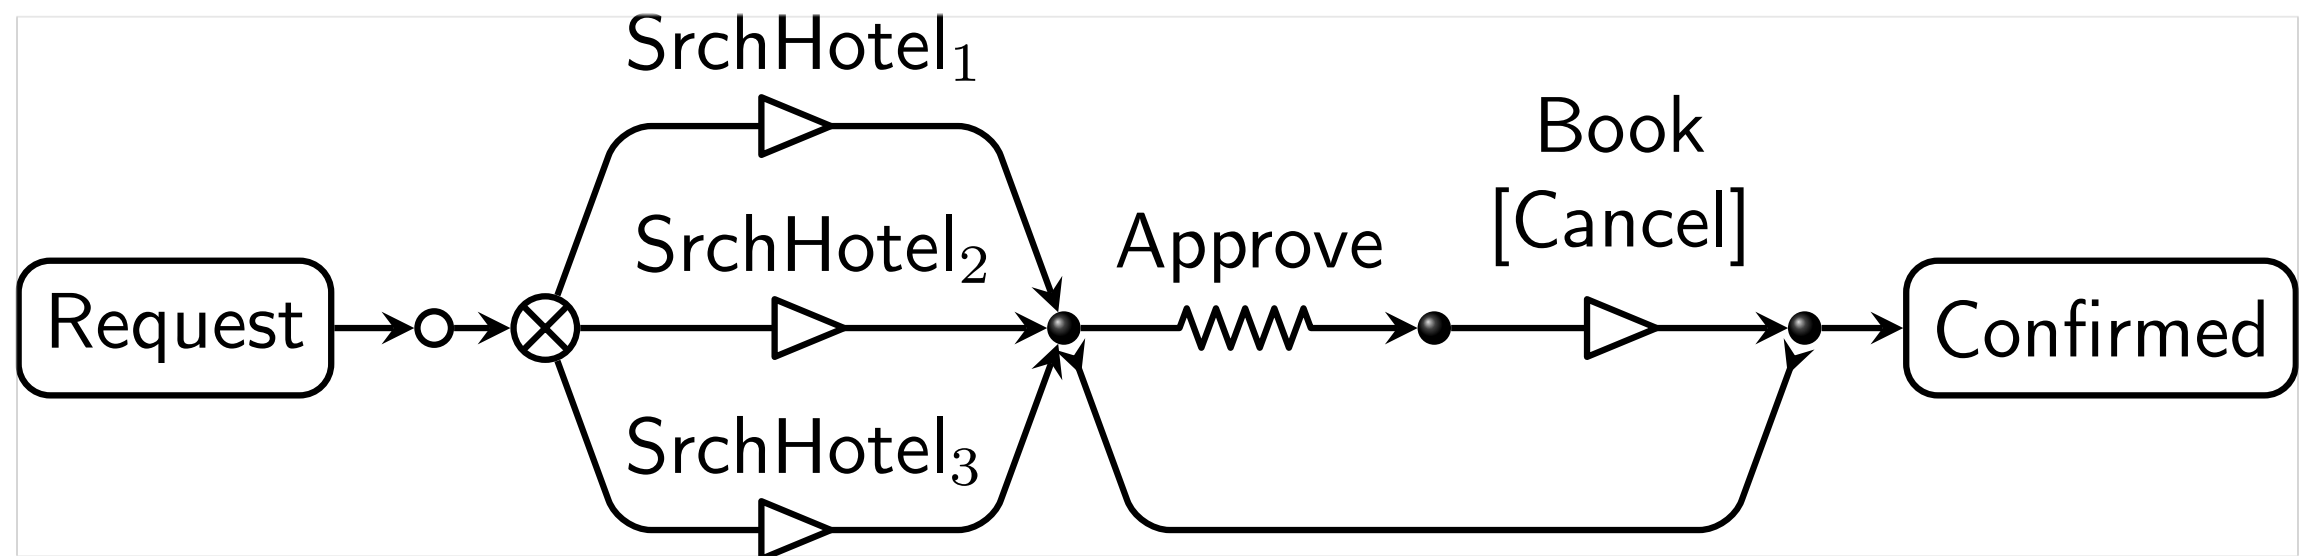 SrchHotel₁
Book
[Cancel]
SrchHotel₂
Approve
Request
Confirmed
SrchHotel₃